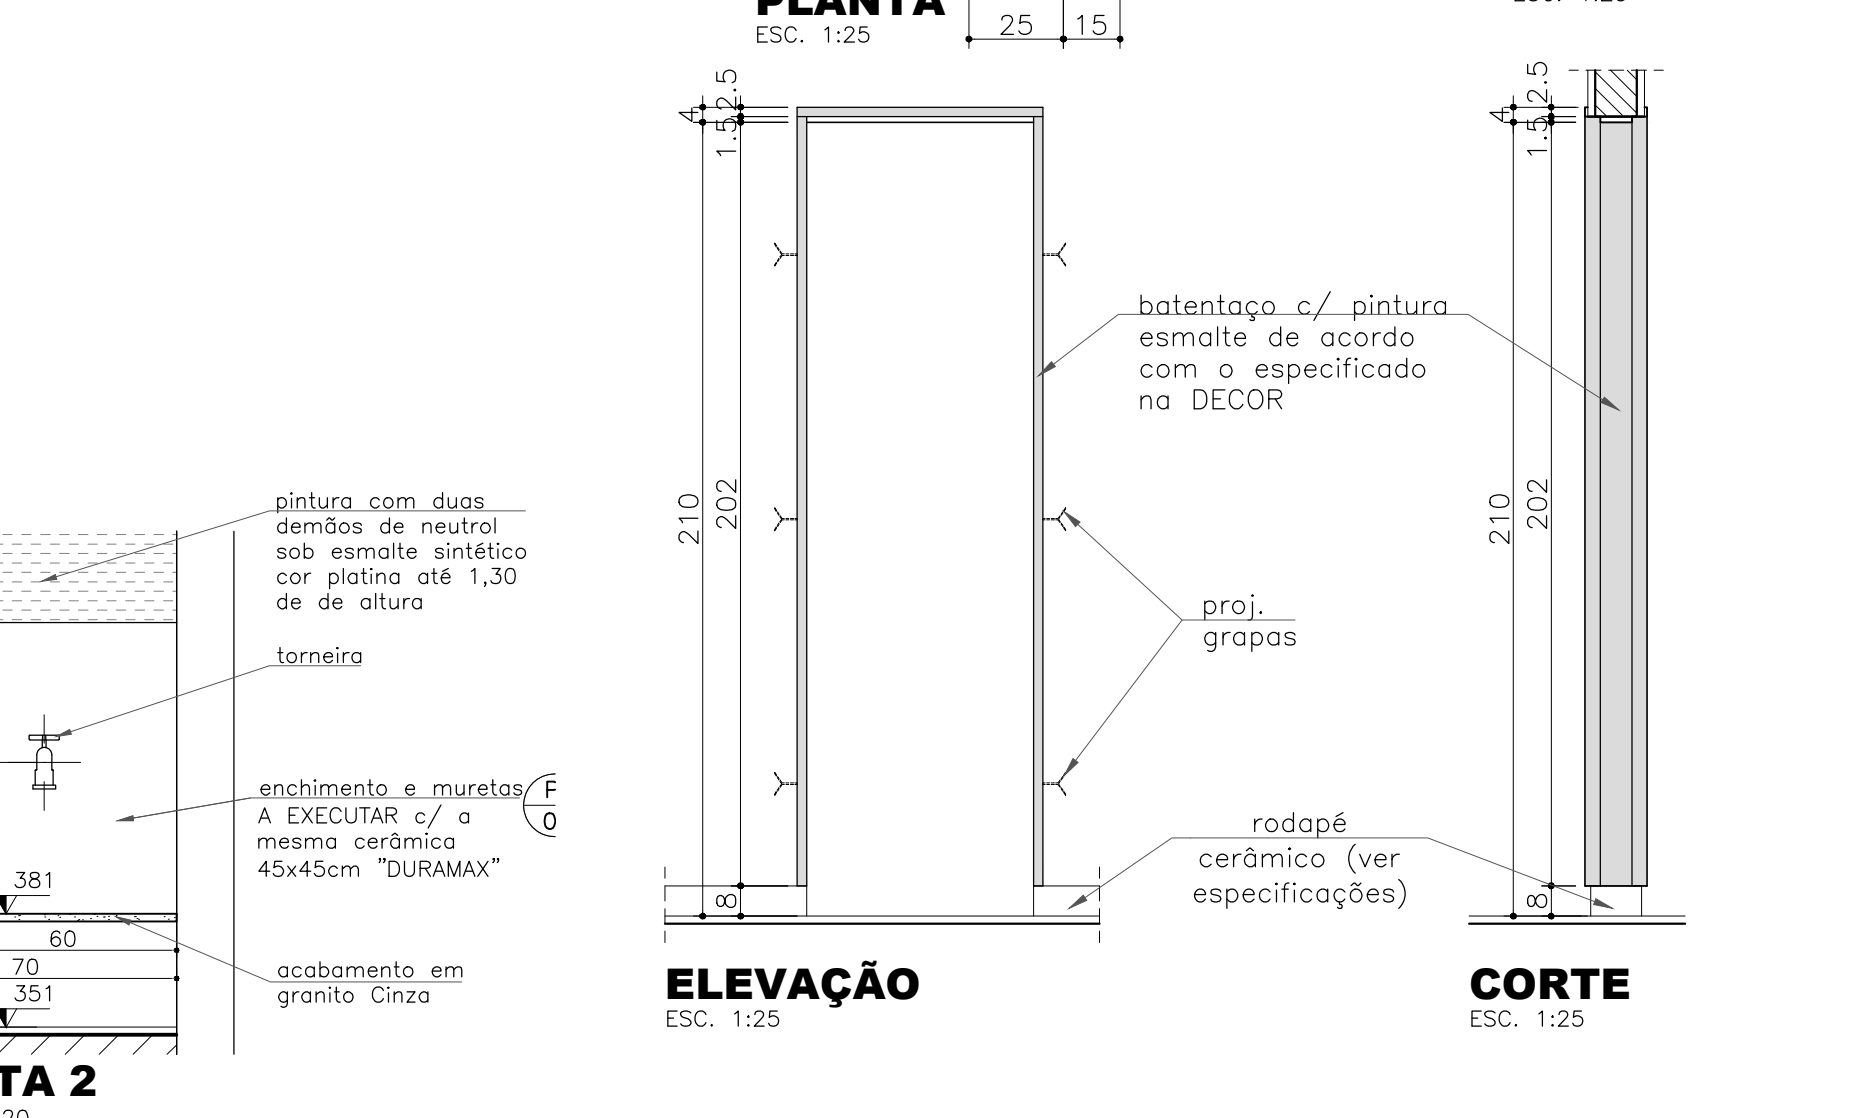 PLANTA
ESC. 1:25
25
15
4
2.5
1.5
210
202
8
batentaço c/ pintura
esmalte de acordo
com o especificado
na DECOR
proj.
grapas
rodapé
cerâmico (ver
especificações)
ELEVAÇÃO
ESC. 1:25
4
2.5
1.5
210
202
8
CORTE
ESC. 1:25
pintura com duas
demãos de neutrol
sob esmalte sintético
cor platina até 1,30
de de altura
torneira
enchimento e muretas
A EXECUTAR c/ a
mesma cerâmica
45x45cm "DURAMAX"
381
60
70
351
acabamento em
granito Cinza
TA 2